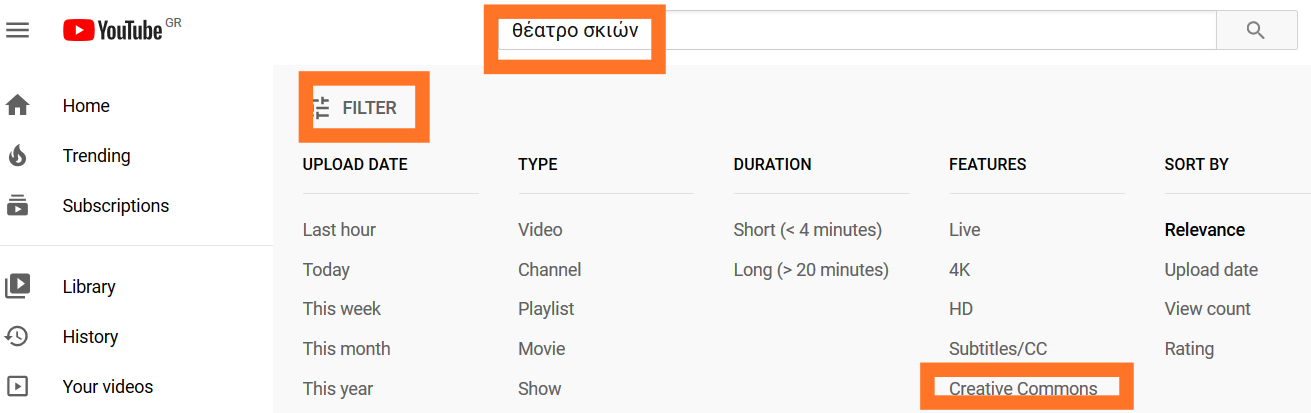 YouTube GR
θέατρο σκιών
Home
Trending
Subscriptions
Library
History
Your videos
FILTER
UPLOAD DATE
Last hour
Today
This week
This month
This year
TYPE
Video
Channel
Playlist
Movie
Show
DURATION
Short (< 4 minutes)
Long (> 20 minutes)
FEATURES
Live
4K
HD
Subtitles/CC
Creative Commons
SORT BY
Relevance
Upload date
View count
Rating